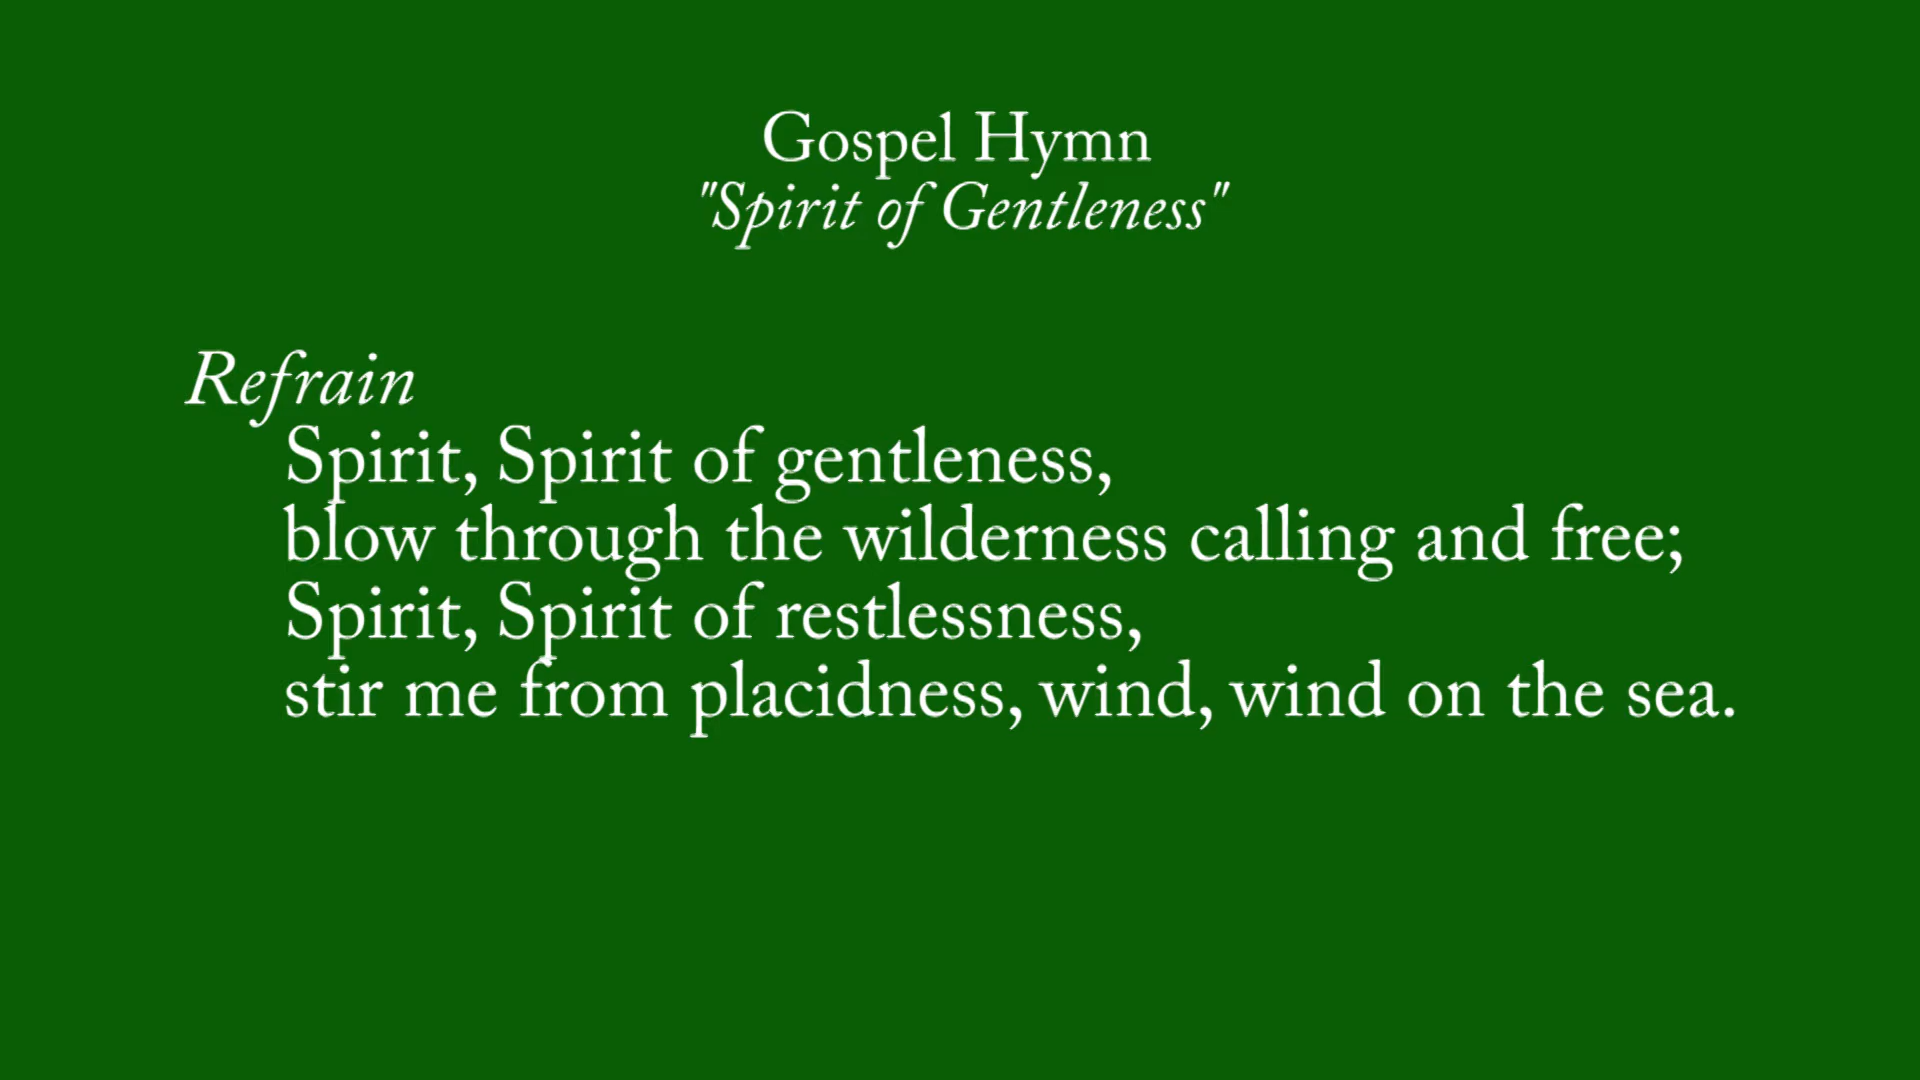 Gospel Hymn
"Spirit of Gentleness"
Refrain
Spirit, Spirit of gentleness,
blow through the wilderness calling and free;
Spirit, Spirit of restlessness,
stir me from placidness, wind, wind on the sea.